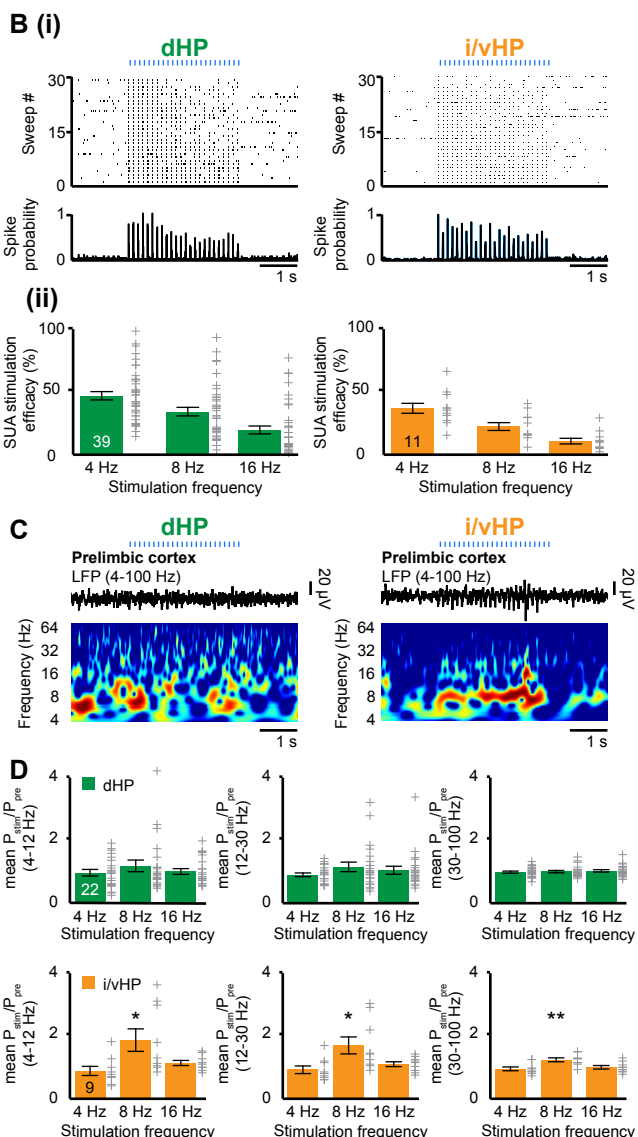 B (i)
dHP
i/vHP
30
15
0
Sweep #
30
15
0
Sweep #
1
0
Spike
probability
1 s
1
0
Spike
probability
1 s
(ii)
100
50
0
SUA stimulation
efficacy (%)
39
4 Hz 8 Hz 16 Hz
Stimulation frequency
100
50
0
SUA stimulation
efficacy (%)
11
4 Hz 8 Hz 16 Hz
Stimulation frequency
C
dHP
i/vHP
Prelimbic cortex
LFP (4-100 Hz)
20 µV
Prelimbic cortex
LFP (4-100 Hz)
20 µV
64
32
16
8
4
Frequency (Hz)
1 s
64
32
16
8
4
Frequency (Hz)
1 s
D
4
2
0
mean Pstim/Ppre
(4-12 Hz)
dHP
22
4 Hz 8 Hz 16 Hz
Stimulation frequency
4
2
0
mean Pstim/Ppre
(12-30 Hz)
4 Hz 8 Hz 16 Hz
Stimulation frequency
4
2
0
mean Pstim/Ppre
(30-100 Hz)
4 Hz 8 Hz 16 Hz
Stimulation frequency
4
2
0
mean Pstim/Ppre
(4-12 Hz)
i/vHP
*
9
4 Hz 8 Hz 16 Hz
Stimulation frequency
4
2
0
mean Pstim/Ppre
(12-30 Hz)
*
4 Hz 8 Hz 16 Hz
Stimulation frequency
4
2
0
mean Pstim/Ppre
(30-100 Hz)
**
4 Hz 8 Hz 16 Hz
Stimulation frequency